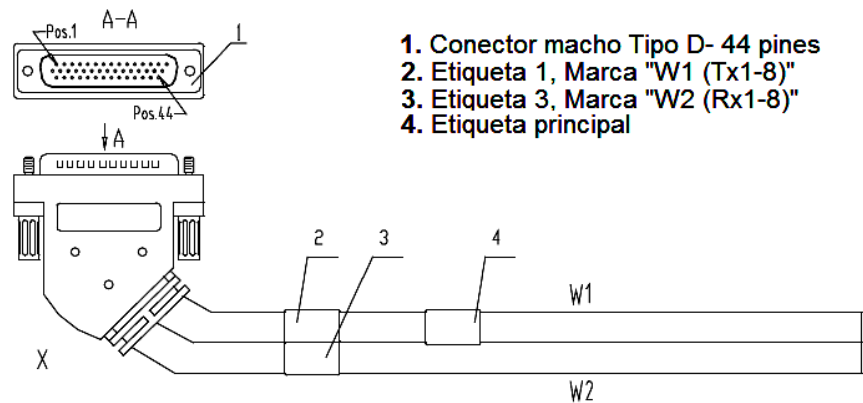 A-A
Pos.1
1
Pos.44
A
1. Conector macho Tipo D- 44 pines
2. Etiqueta 1, Marca "W1 (Tx1-8)"
3. Etiqueta 3, Marca "W2 (Rx1-8)"
4. Etiqueta principal
2
3
4
W1
X
W2